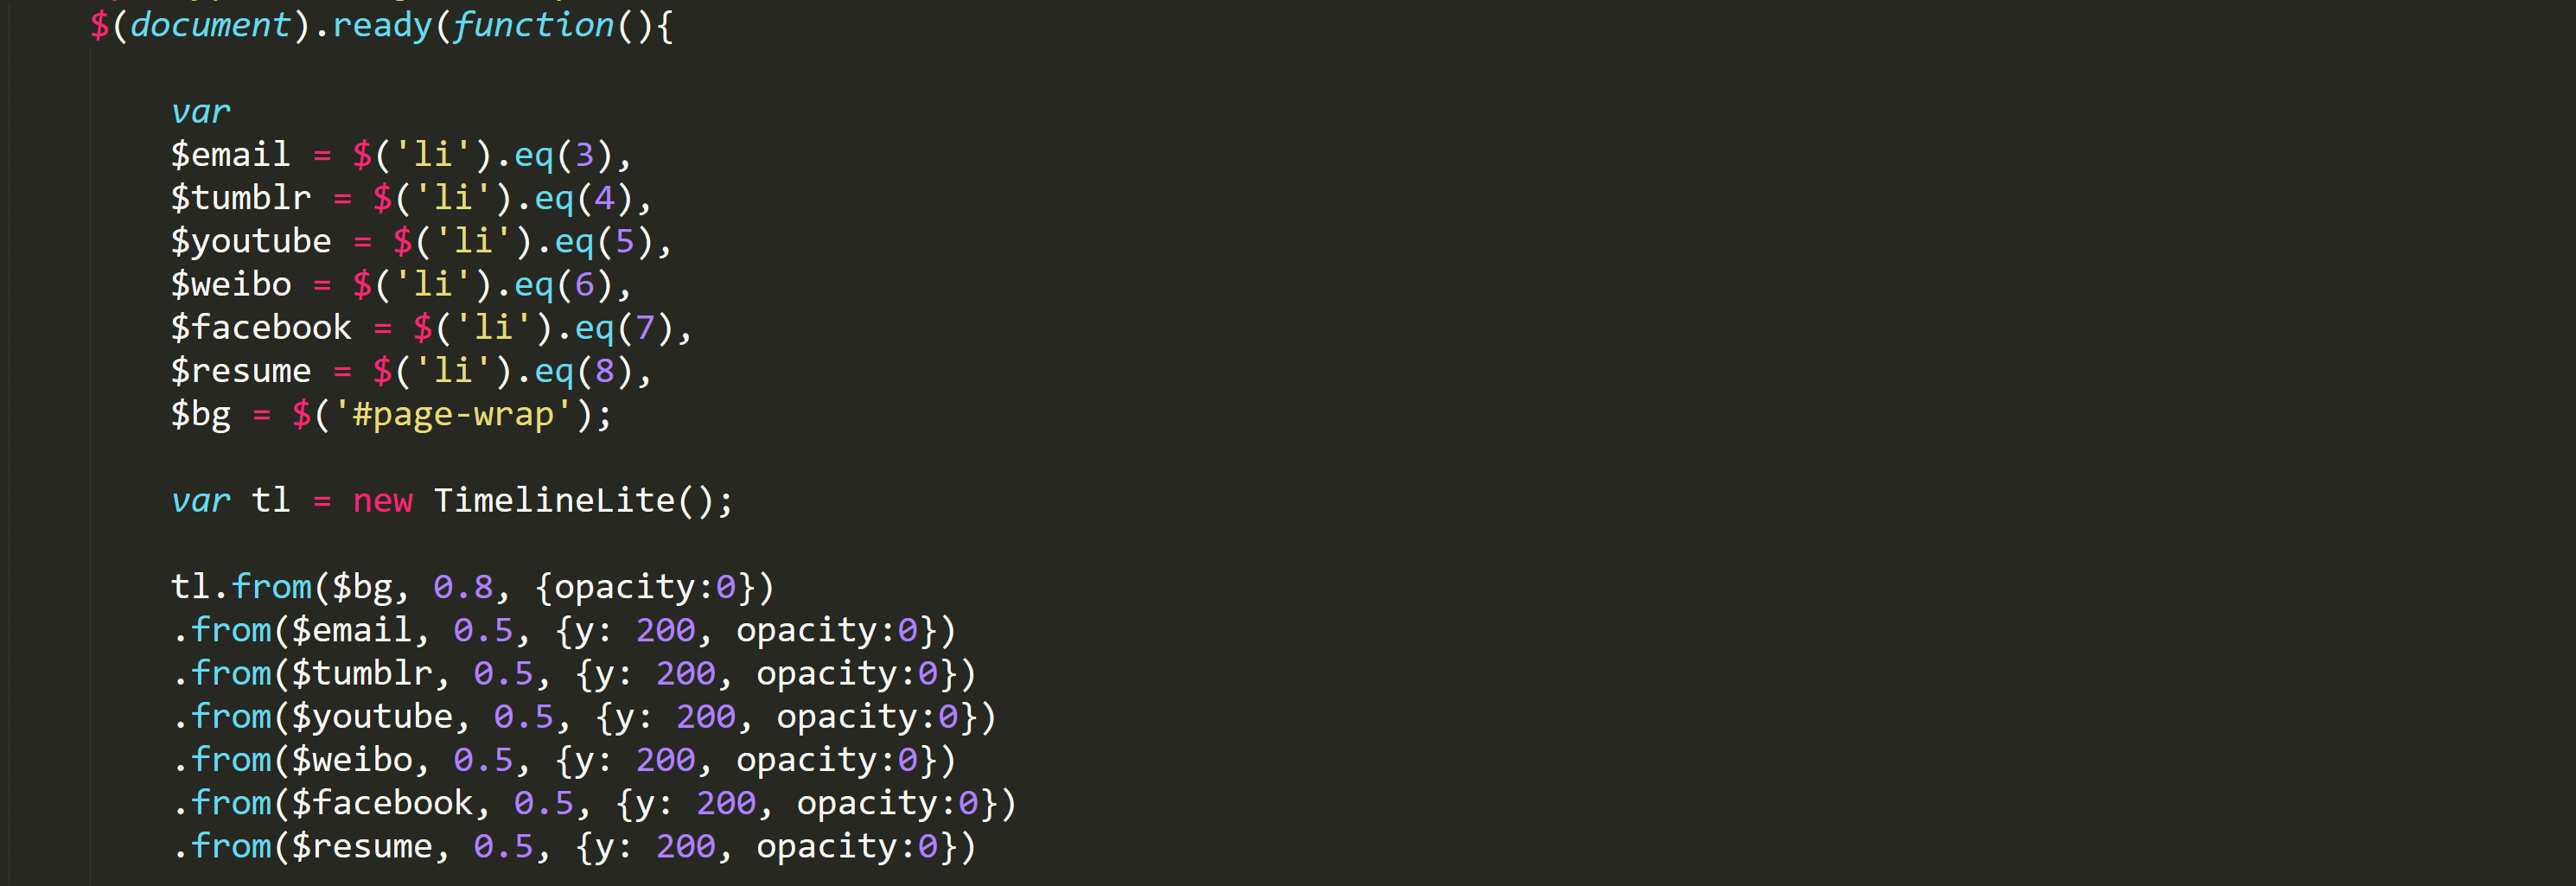 $(document).ready(function(){
var
$email = $('li').eq(3),
$tumblr = $('li').eq(4),
$youtube = $('li').eq(5),
$weibo = $('li').eq(6),
$facebook = $('li').eq(7),
$resume = $('li').eq(8),
$bg = $('#page-wrap');
var tl = new TimelineLite();
tl.from($bg, 0.8, {opacity:0})
.from($email, 0.5, {y: 200, opacity:0})
.from($tumblr, 0.5, {y: 200, opacity:0})
.from($youtube, 0.5, {y: 200, opacity:0})
.from($weibo, 0.5, {y: 200, opacity:0})
.from($facebook, 0.5, {y: 200, opacity:0})
.from($resume, 0.5, {y: 200, opacity:0})